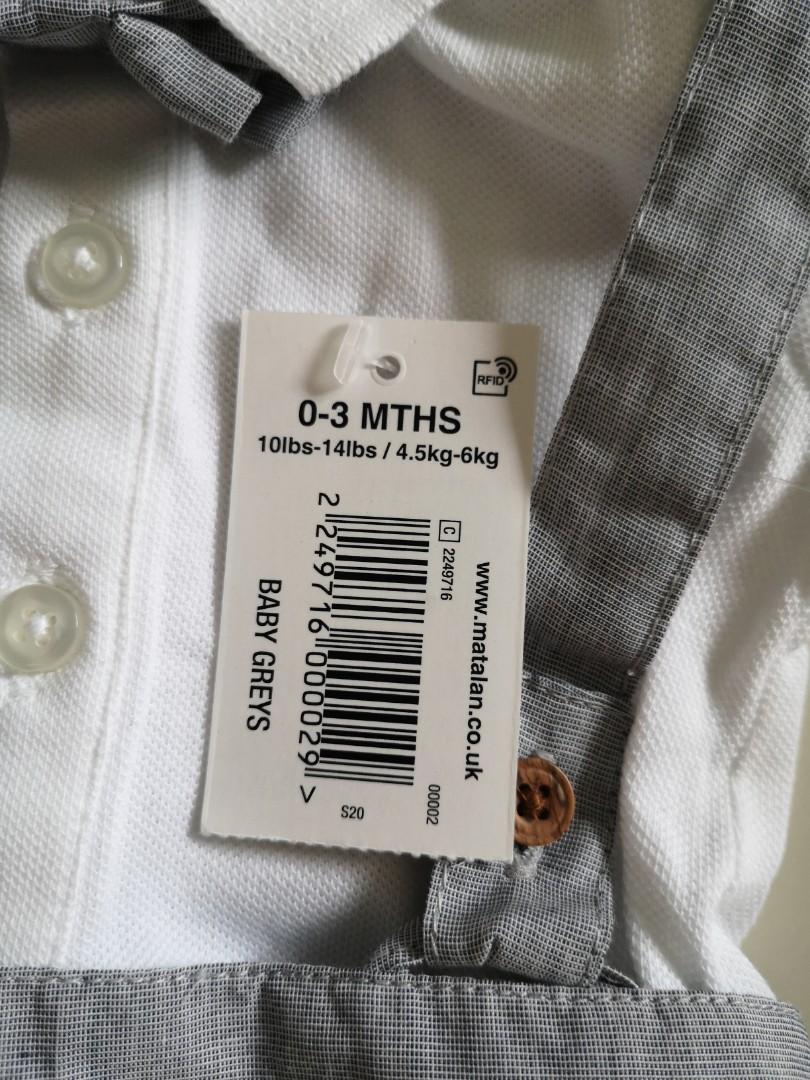 RFID
0-3 MTHS
10lbs-14lbs / 4.5kg-6kg
www.matalan.co.uk
C 2249716
00002
2 249716 000029 >
BABY GREYS
S20